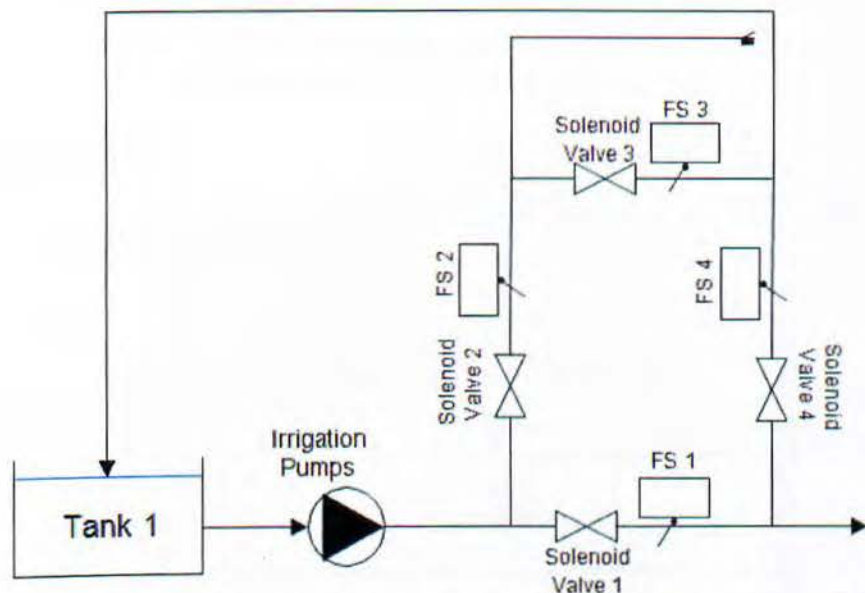 FS 3
Solenoid
Valve 3
FS 2
FS 4
Solenoid
Valve 2
Solenoid
Valve 4
Irrigation
Pumps
FS 1
Tank 1
Solenoid
Valve 1